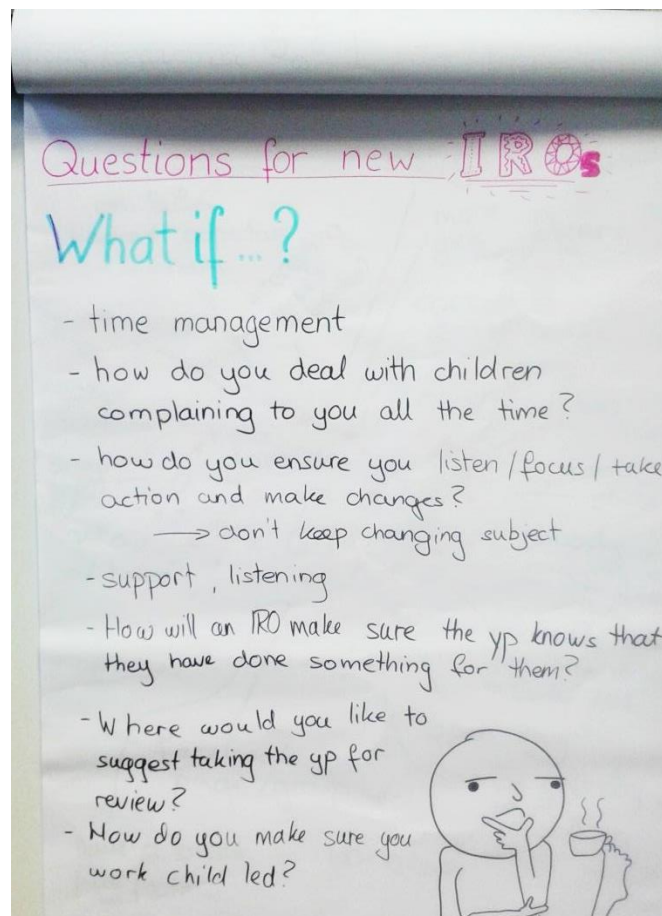 Questions for new IROs
What if...?
- time management
- how do you deal with children
complaining to you all the time?
- how do you ensure you listen / focus / take
action and make changes?
→ don't keep changing subject
- support, listening
- How will an IRO make sure the yp knows that
they have done something for them?
- Where would you like to
suggest taking the yp for
review?
- How do you make sure you
work child led?